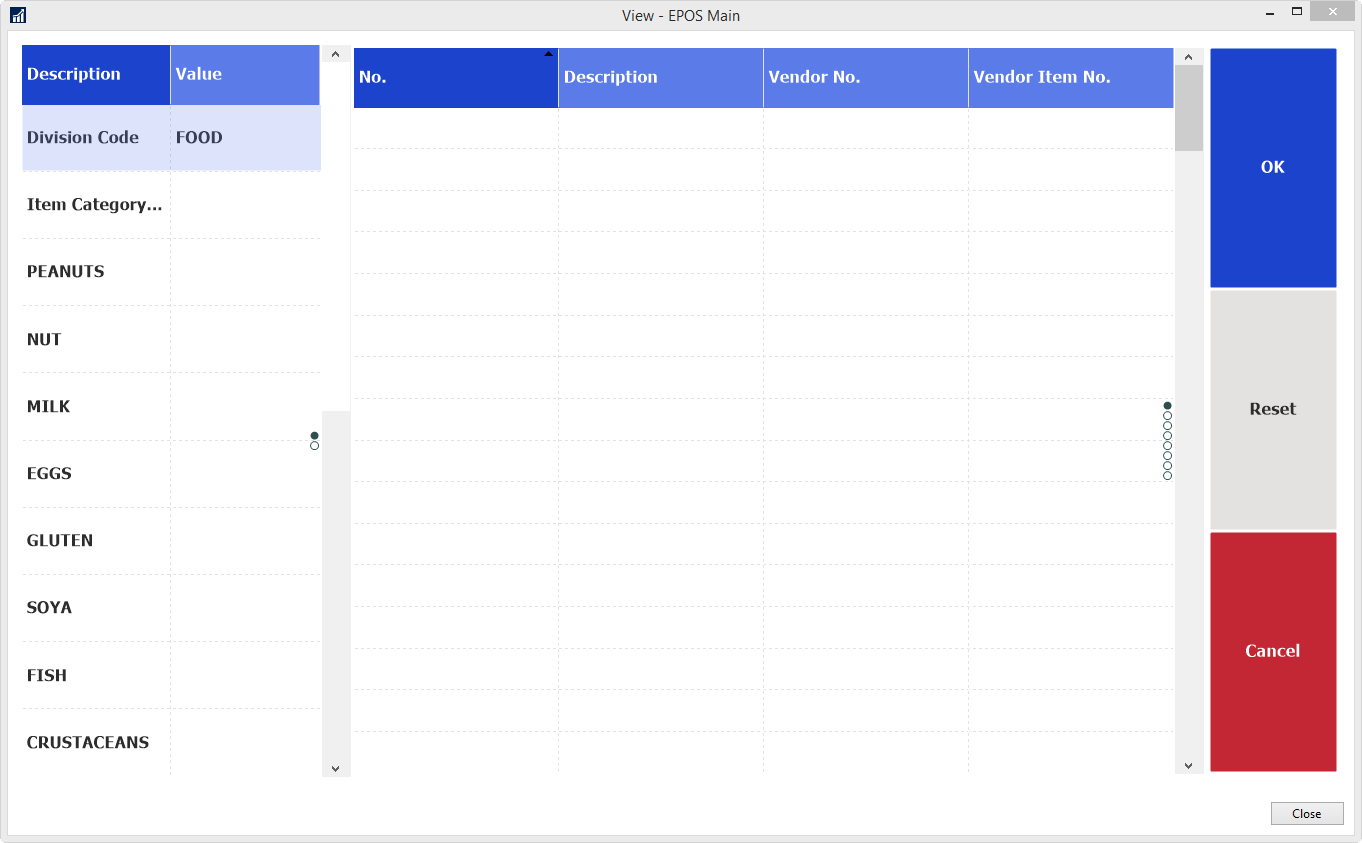 View - EPOS Main
Description Value
Division Code FOOD
Item Category...
PEANUTS
NUT
MILK
EGGS
GLUTEN
SOYA
FISH
CRUSTACEANS
No. Description Vendor No. Vendor Item No.
OK
Reset
Cancel
Close